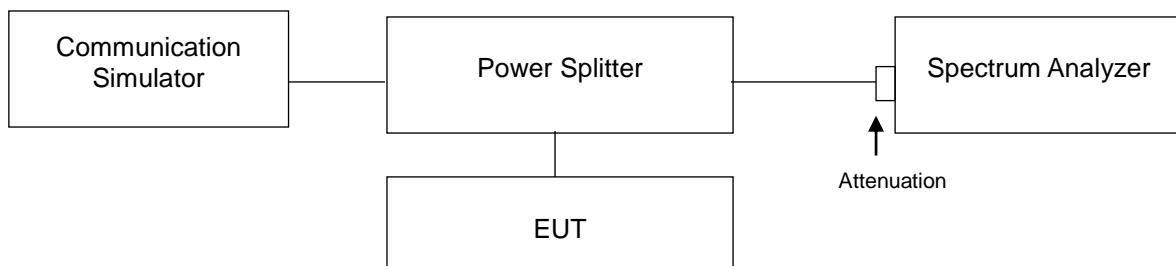 Communication
Simulator
Power Splitter
Spectrum Analyzer
Attenuation
EUT